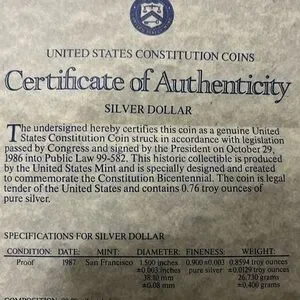 UNITED STATES CONSTITUTION COINS
Certificate of Authenticity
SILVER DOLLAR
The undersigned hereby certifies this coin as a genuine United
States Constitution Coin struck in accordance with legislation
passed by Congress and signed by the President on October 29,
1986 into Public Law 99-582. This historic collectible is produced
by the United States Mint and is specially designed and created
to commemorate the Constitution Bicentennial. The coin is legal
tender of the United States and contains 0.76 troy ounces of
pure silver.
SPECIFICATIONS FOR SILVER DOLLAR
CONDITION: DATE: MINT: DIAMETER: FINENESS: WEIGHT:
Proof 1987 San Francisco 1.500 inches 0.900 ±0.003 0.8594 troy ounces
±0.003 inches pure silver ±0.0129 troy ounces
38.10 mm 26.730 grams
±0.08 mm ±0.400 grams